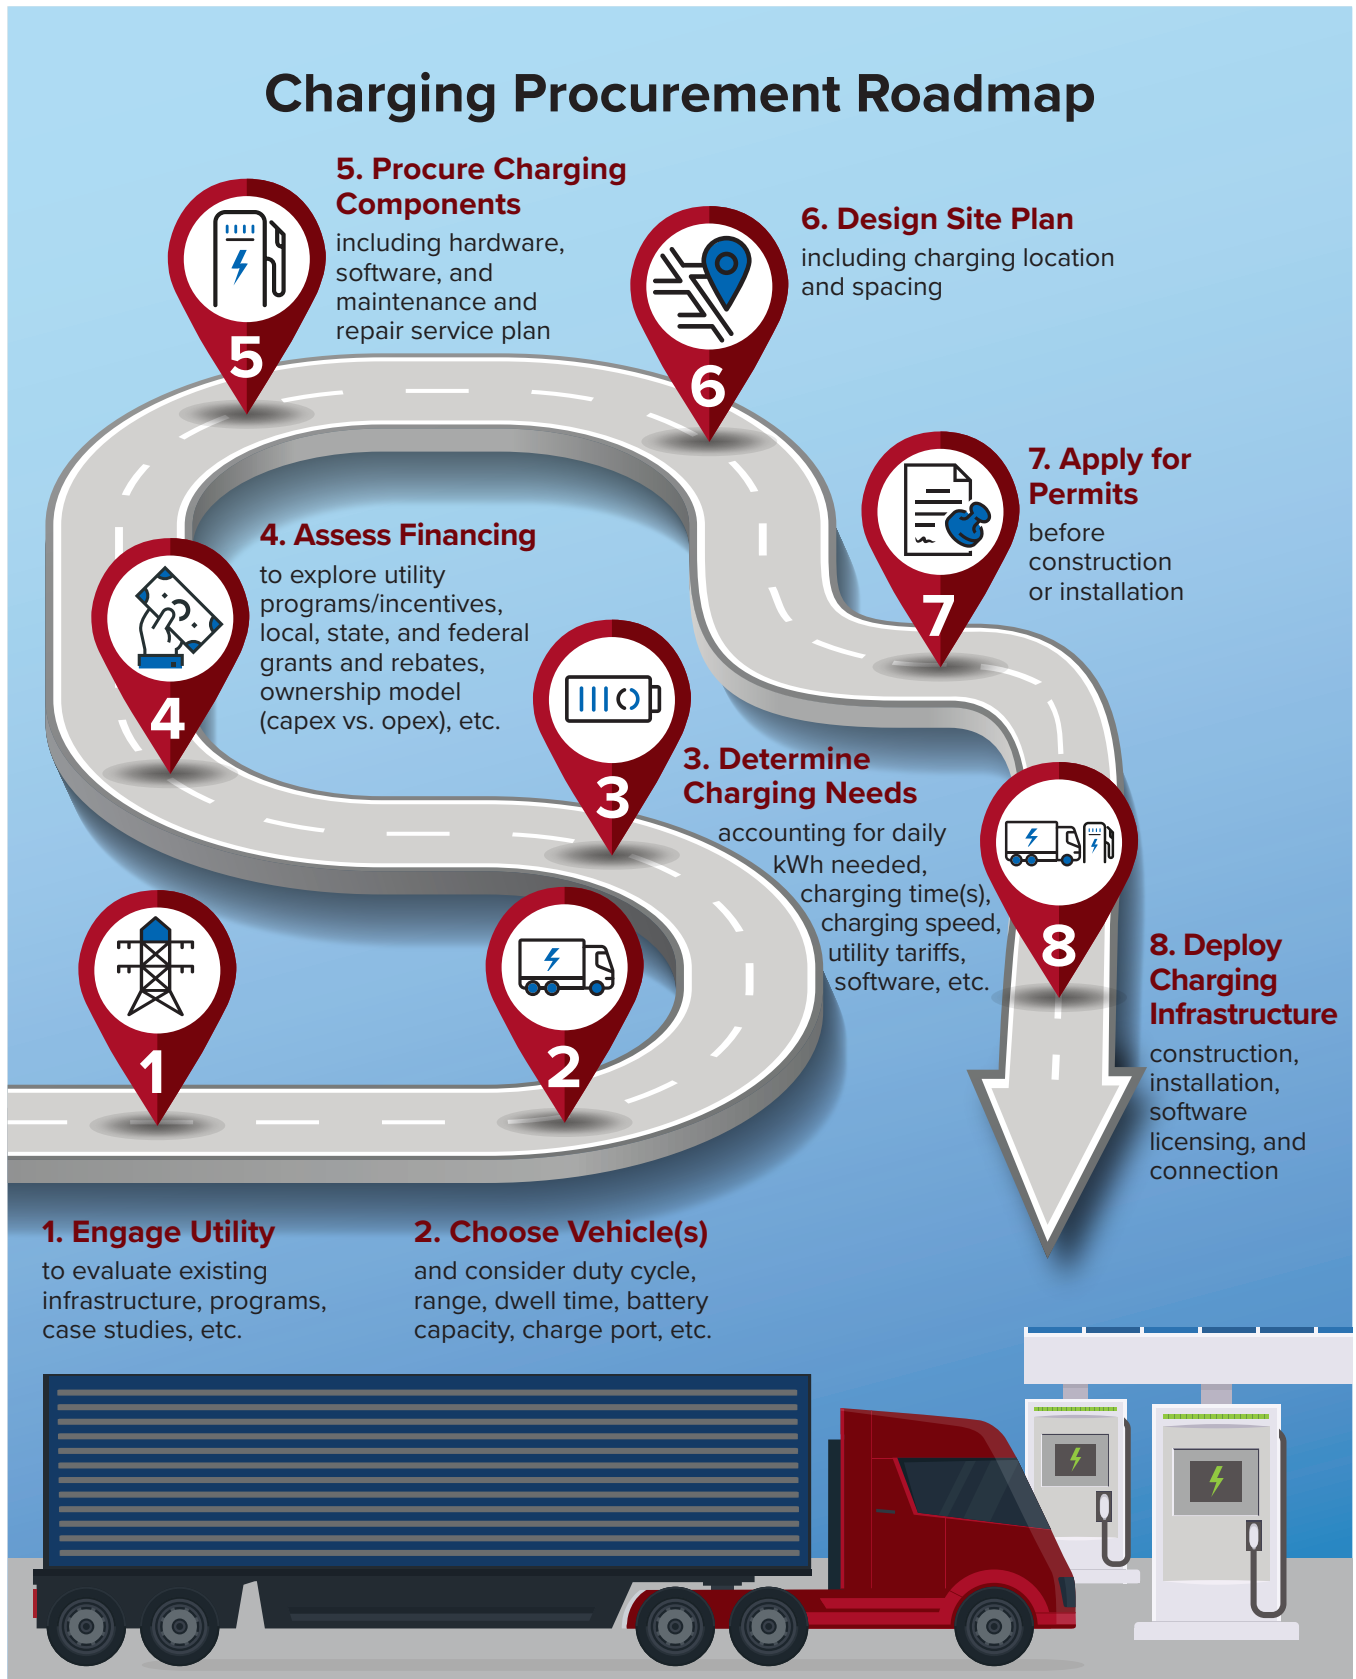 Charging Procurement Roadmap
5. Procure Charging
Components
including hardware,
software, and
maintenance and
repair service plan
5
6. Design Site Plan
including charging location
and spacing
6
7. Apply for
Permits
before
construction
or installation
7
4. Assess Financing
to explore utility
programs/incentives,
local, state, and federal
grants and rebates,
ownership model
(capex vs. opex), etc.
4
3
3. Determine
Charging Needs
accounting for daily
kWh needed,
charging time(s),
charging speed,
utility tariffs,
software, etc.
8
8. Deploy
Charging
Infrastructure
construction,
installation,
software
licensing, and
connection
1
2
1. Engage Utility
to evaluate existing
infrastructure, programs,
case studies, etc.
2. Choose Vehicle(s)
and consider duty cycle,
range, dwell time, battery
capacity, charge port, etc.